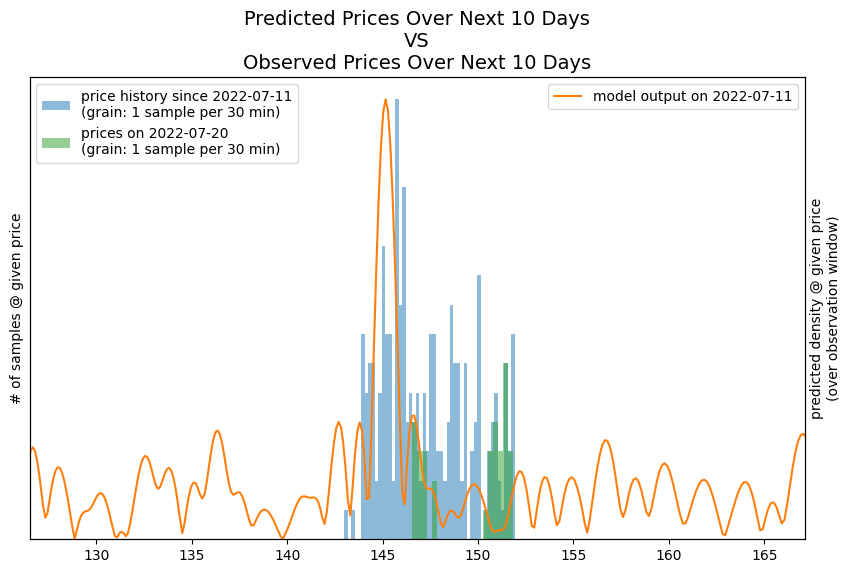 Predicted Prices Over Next 10 Days
VS
Observed Prices Over Next 10 Days
price history since 2022-07-11
(grain: 1 sample per 30 min)
prices on 2022-07-20
(grain: 1 sample per 30 min)
model output on 2022-07-11
# of samples @ given price
predicted density @ given price
(over observation window)
130
135
140
145
150
155
160
165